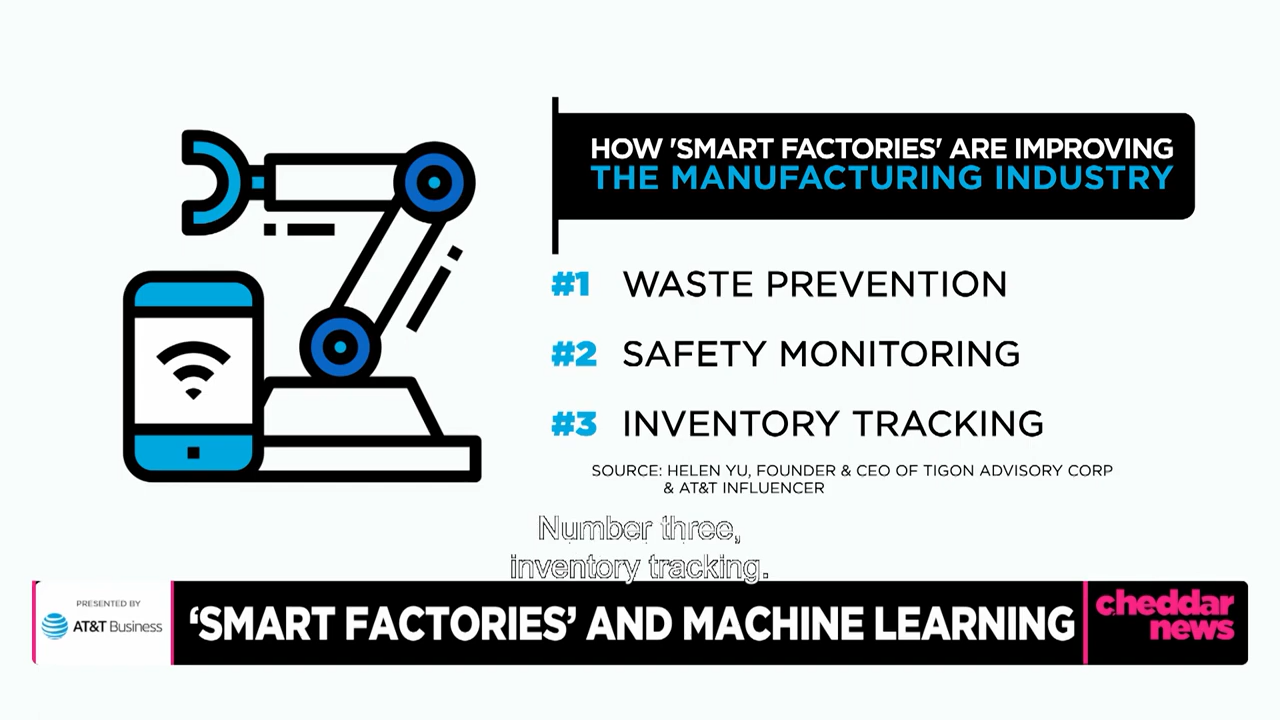 HOW 'SMART FACTORIES' ARE IMPROVING
THE MANUFACTURING INDUSTRY
#1 WASTE PREVENTION
#2 SAFETY MONITORING
#3 INVENTORY TRACKING
SOURCE: HELEN YU, FOUNDER & CEO OF TIGON ADVISORY CORP
& AT&T INFLUENCER
Number three,
inventory tracking.
PRESENTED BY
AT&T Business
‘SMART FACTORIES’ AND MACHINE LEARNING
cheddar
news